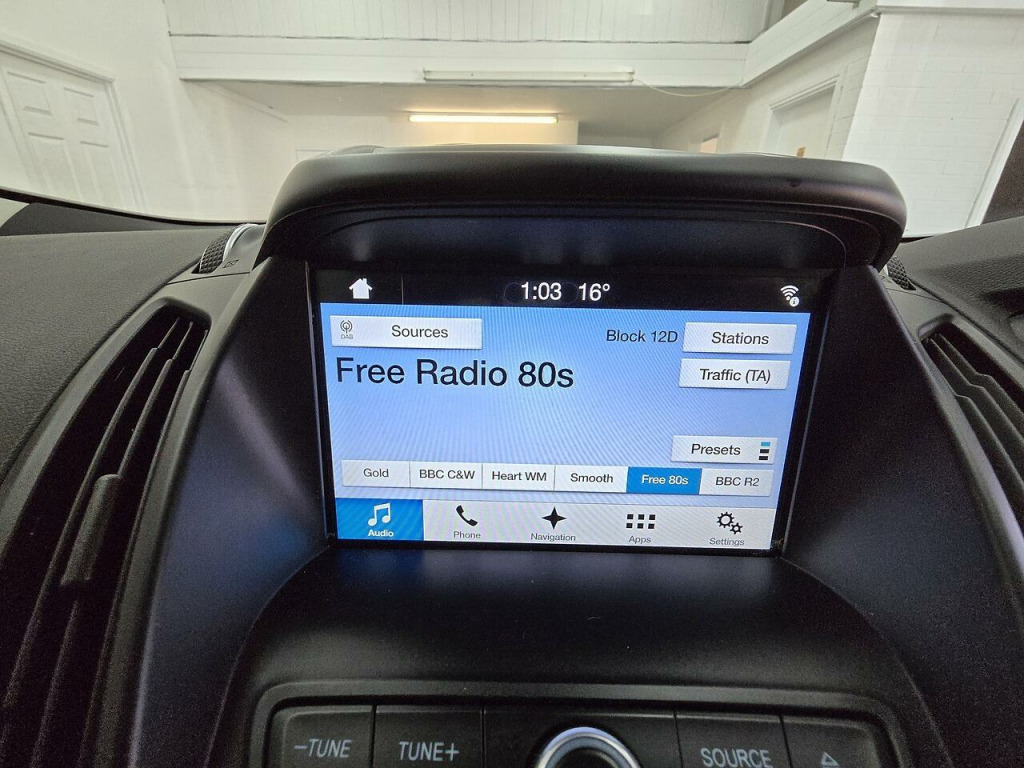 1:03 16°
DAB
Sources
Block 12D
Stations
Free Radio 80s
Traffic (TA)
Presets
Gold
BBC C&W
Heart WM
Smooth
Free 80s
BBC R2
Audio
Phone
Navigation
Apps
Settings
–TUNE
TUNE+
SOURCE